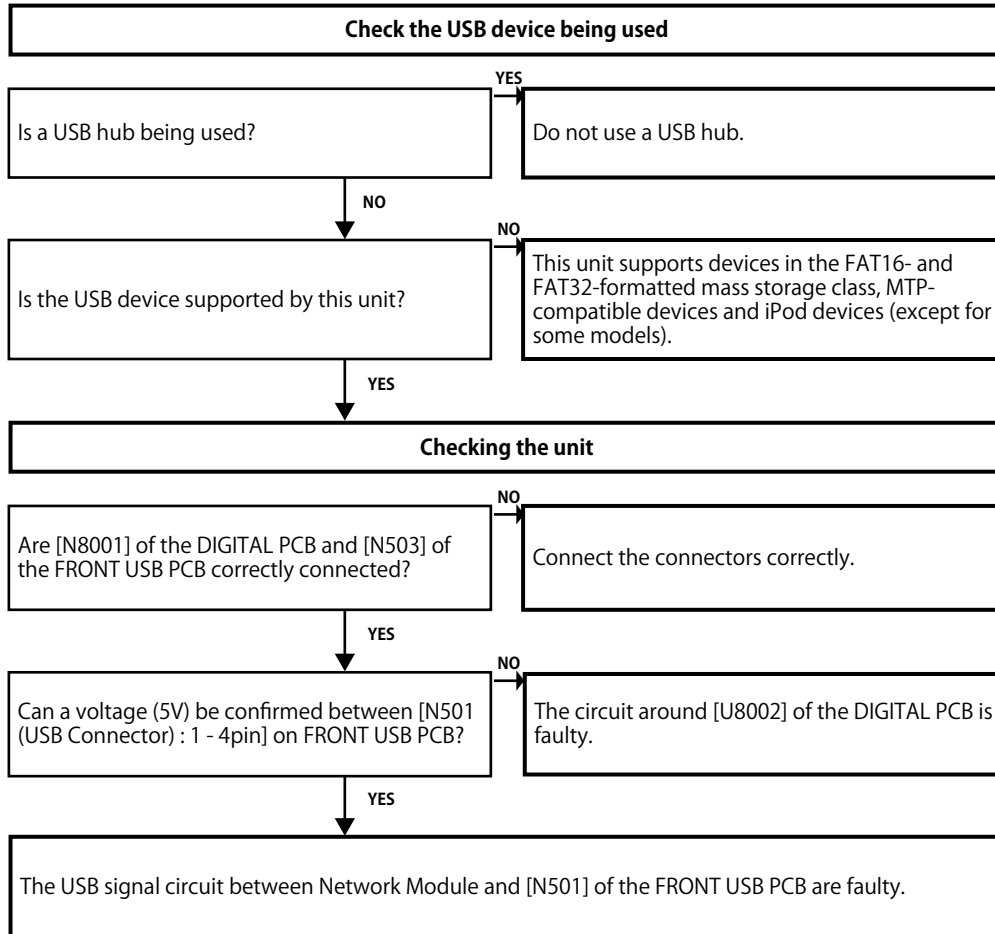 Check the USB device being used
YES
Is a USB hub being used?
Do not use a USB hub.
NO
NO
Is the USB device supported by this unit?
This unit supports devices in the FAT16- and
FAT32-formatted mass storage class, MTP-
compatible devices and iPod devices (except for
some models).
YES
Checking the unit
NO
Are [N8001] of the DIGITAL PCB and [N503] of
the FRONT USB PCB correctly connected?
Connect the connectors correctly.
YES
NO
Can a voltage (5V) be confirmed between [N501
(USB Connector) : 1 - 4pin] on FRONT USB PCB?
The circuit around [U8002] of the DIGITAL PCB is
faulty.
YES
The USB signal circuit between Network Module and [N501] of the FRONT USB PCB are faulty.